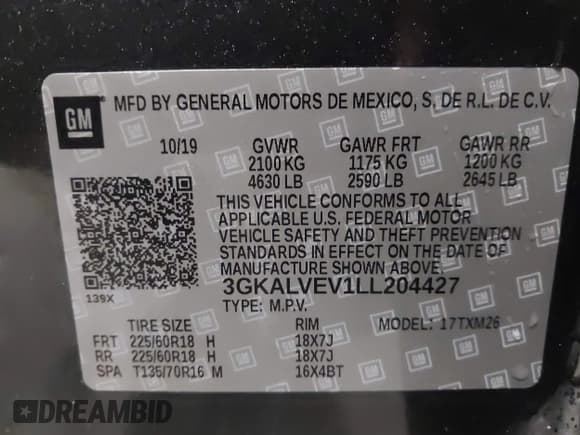 GM MFD BY GENERAL MOTORS DE MEXICO, S. DE R.L. DE C.V.
10/19 GVWR GAWR FRT GAWR RR
2100 KG 1175 KG 1200 KG
4630 LB 2590 LB 2645 LB
THIS VEHICLE CONFORMS TO ALL
APPLICABLE U.S. FEDERAL MOTOR
VEHICLE SAFETY AND THEFT PREVENTION
STANDARDS IN EFFECT ON THE DATE OF
MANUFACTURE SHOWN ABOVE.
139X 3GKALVEV1LL204427
TYPE: M.P.V.
TIRE SIZE RIM MODEL: 17TXM26
FRT 225/60R18 H 18X7J
RR 225/60R18 H 18X7J
SPA T135/70R16 M 16X4BT
DREAMBID